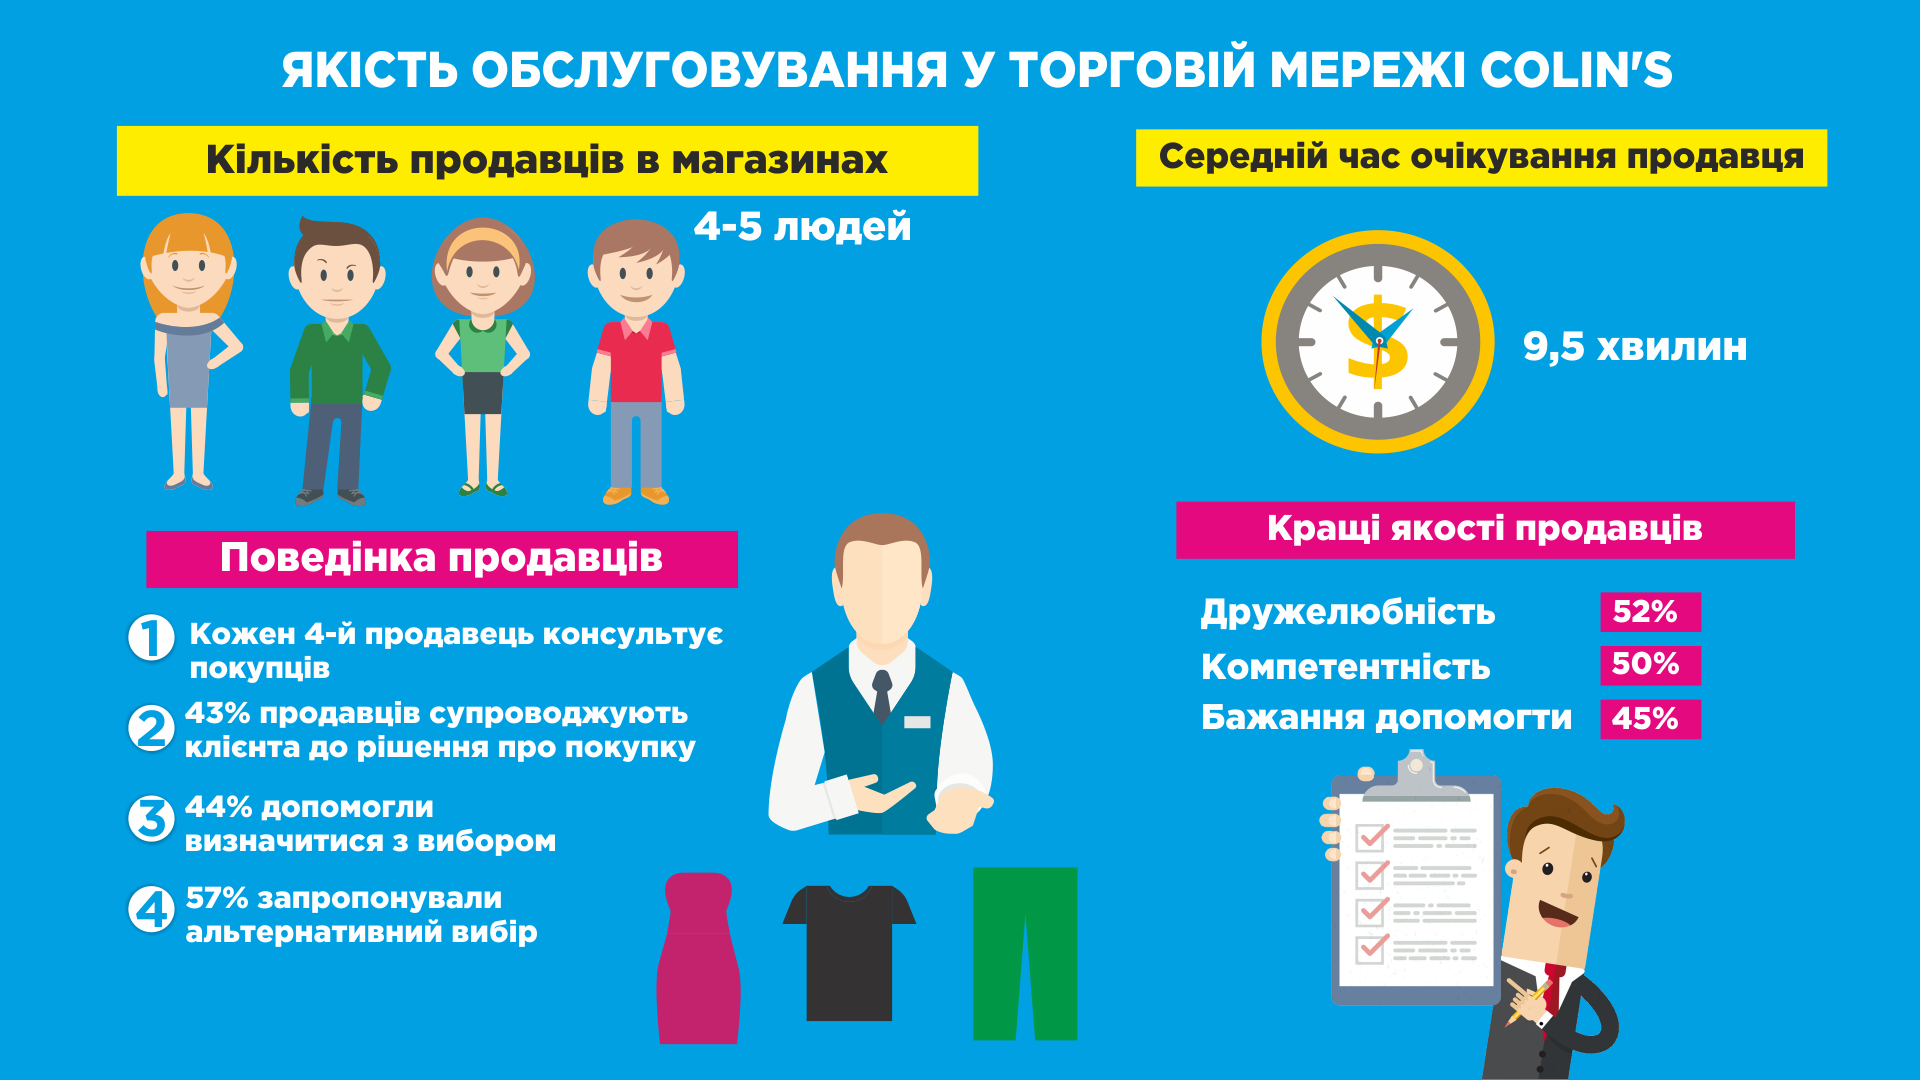 ЯКІСТЬ ОБСЛУГОВУВАННЯ У ТОРГОВІЙ МЕРЕЖІ COLIN'S
Кількість продавців в магазинах
4-5 людей
Середній час очікування продавця
$
9,5 хвилин
Поведінка продавців
1 Кожен 4-й продавець консультує
покупців
2 43% продавців супроводжують
клієнта до рішення про покупку
3 44% допомогли
визначитися з вибором
4 57% запропонували
альтернативний вибір
Кращі якості продавців
Дружелюбність 52%
Компетентність 50%
Бажання допомогти 45%